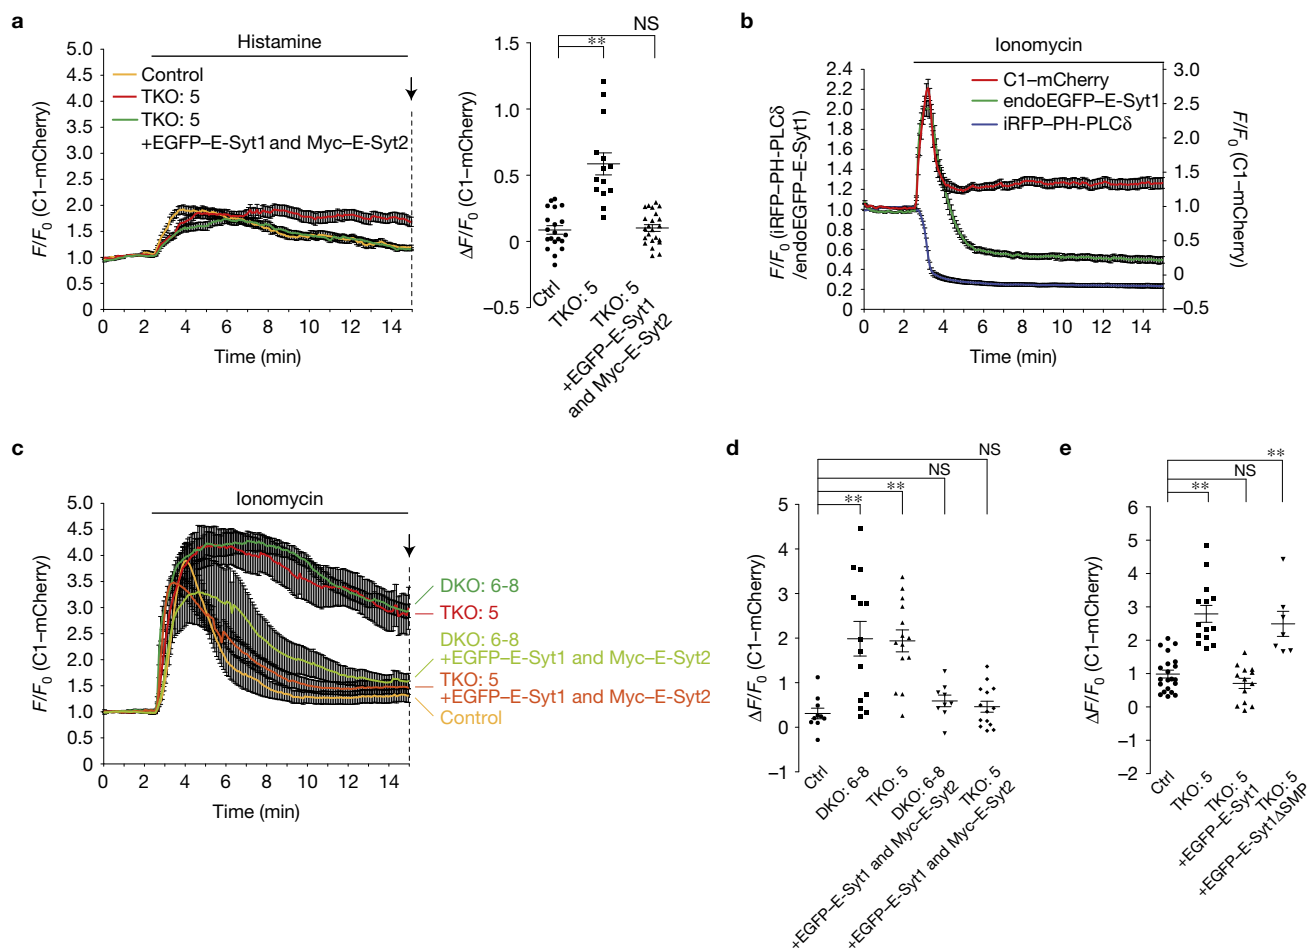 a
Histamine
5.0
4.5
4.0
3.5
3.0
2.5
2.0
1.5
1.0
0.5
0
F/F0 (C1–mCherry)
Control
TKO: 5
TKO: 5
+EGFP–E-Syt1 and Myc–E-Syt2
0 2 4 6 8 10 12 14
Time (min)
NS
**
1.5
1.0
0.5
0
–0.5
ΔF/F0 (C1–mCherry)
Ctrl
TKO: 5
TKO: 5
+EGFP–E-Syt1
and Myc–E-Syt2
b
Ionomycin
2.4
2.2
2.0
1.8
1.6
1.4
1.2
1.0
0.8
0.6
0.4
0.2
0
F/F0 (iRFP–PH-PLCδ
/endoEGFP–E-Syt1)
C1–mCherry
endoEGFP–E-Syt1
iRFP–PH-PLCδ
3.0
2.5
2.0
1.5
1.0
0.5
0
–0.5
F/F0 (C1–mCherry)
0 2 4 6 8 10 12 14
Time (min)
c
Ionomycin
5.0
4.5
4.0
3.5
3.0
2.5
2.0
1.5
1.0
0.5
0
F/F0 (C1–mCherry)
DKO: 6-8
TKO: 5
DKO: 6-8
+EGFP–E-Syt1 and Myc–E-Syt2
TKO: 5
+EGFP–E-Syt1 and Myc–E-Syt2
Control
0 2 4 6 8 10 12 14
Time (min)
d
NS
NS
**
**
5
4
3
2
1
0
–1
ΔF/F0 (C1–mCherry)
Ctrl
DKO: 6-8
TKO: 5
DKO: 6-8
+EGFP–E-Syt1 and Myc–E-Syt2
TKO: 5
+EGFP–E-Syt1 and Myc–E-Syt2
e
**
NS
**
6
5
4
3
2
1
0
–1
–2
ΔF/F0 (C1–mCherry)
Ctrl
TKO: 5
TKO: 5
+EGFP–E-Syt1
TKO: 5
+EGFP–E-Syt1ΔSMP